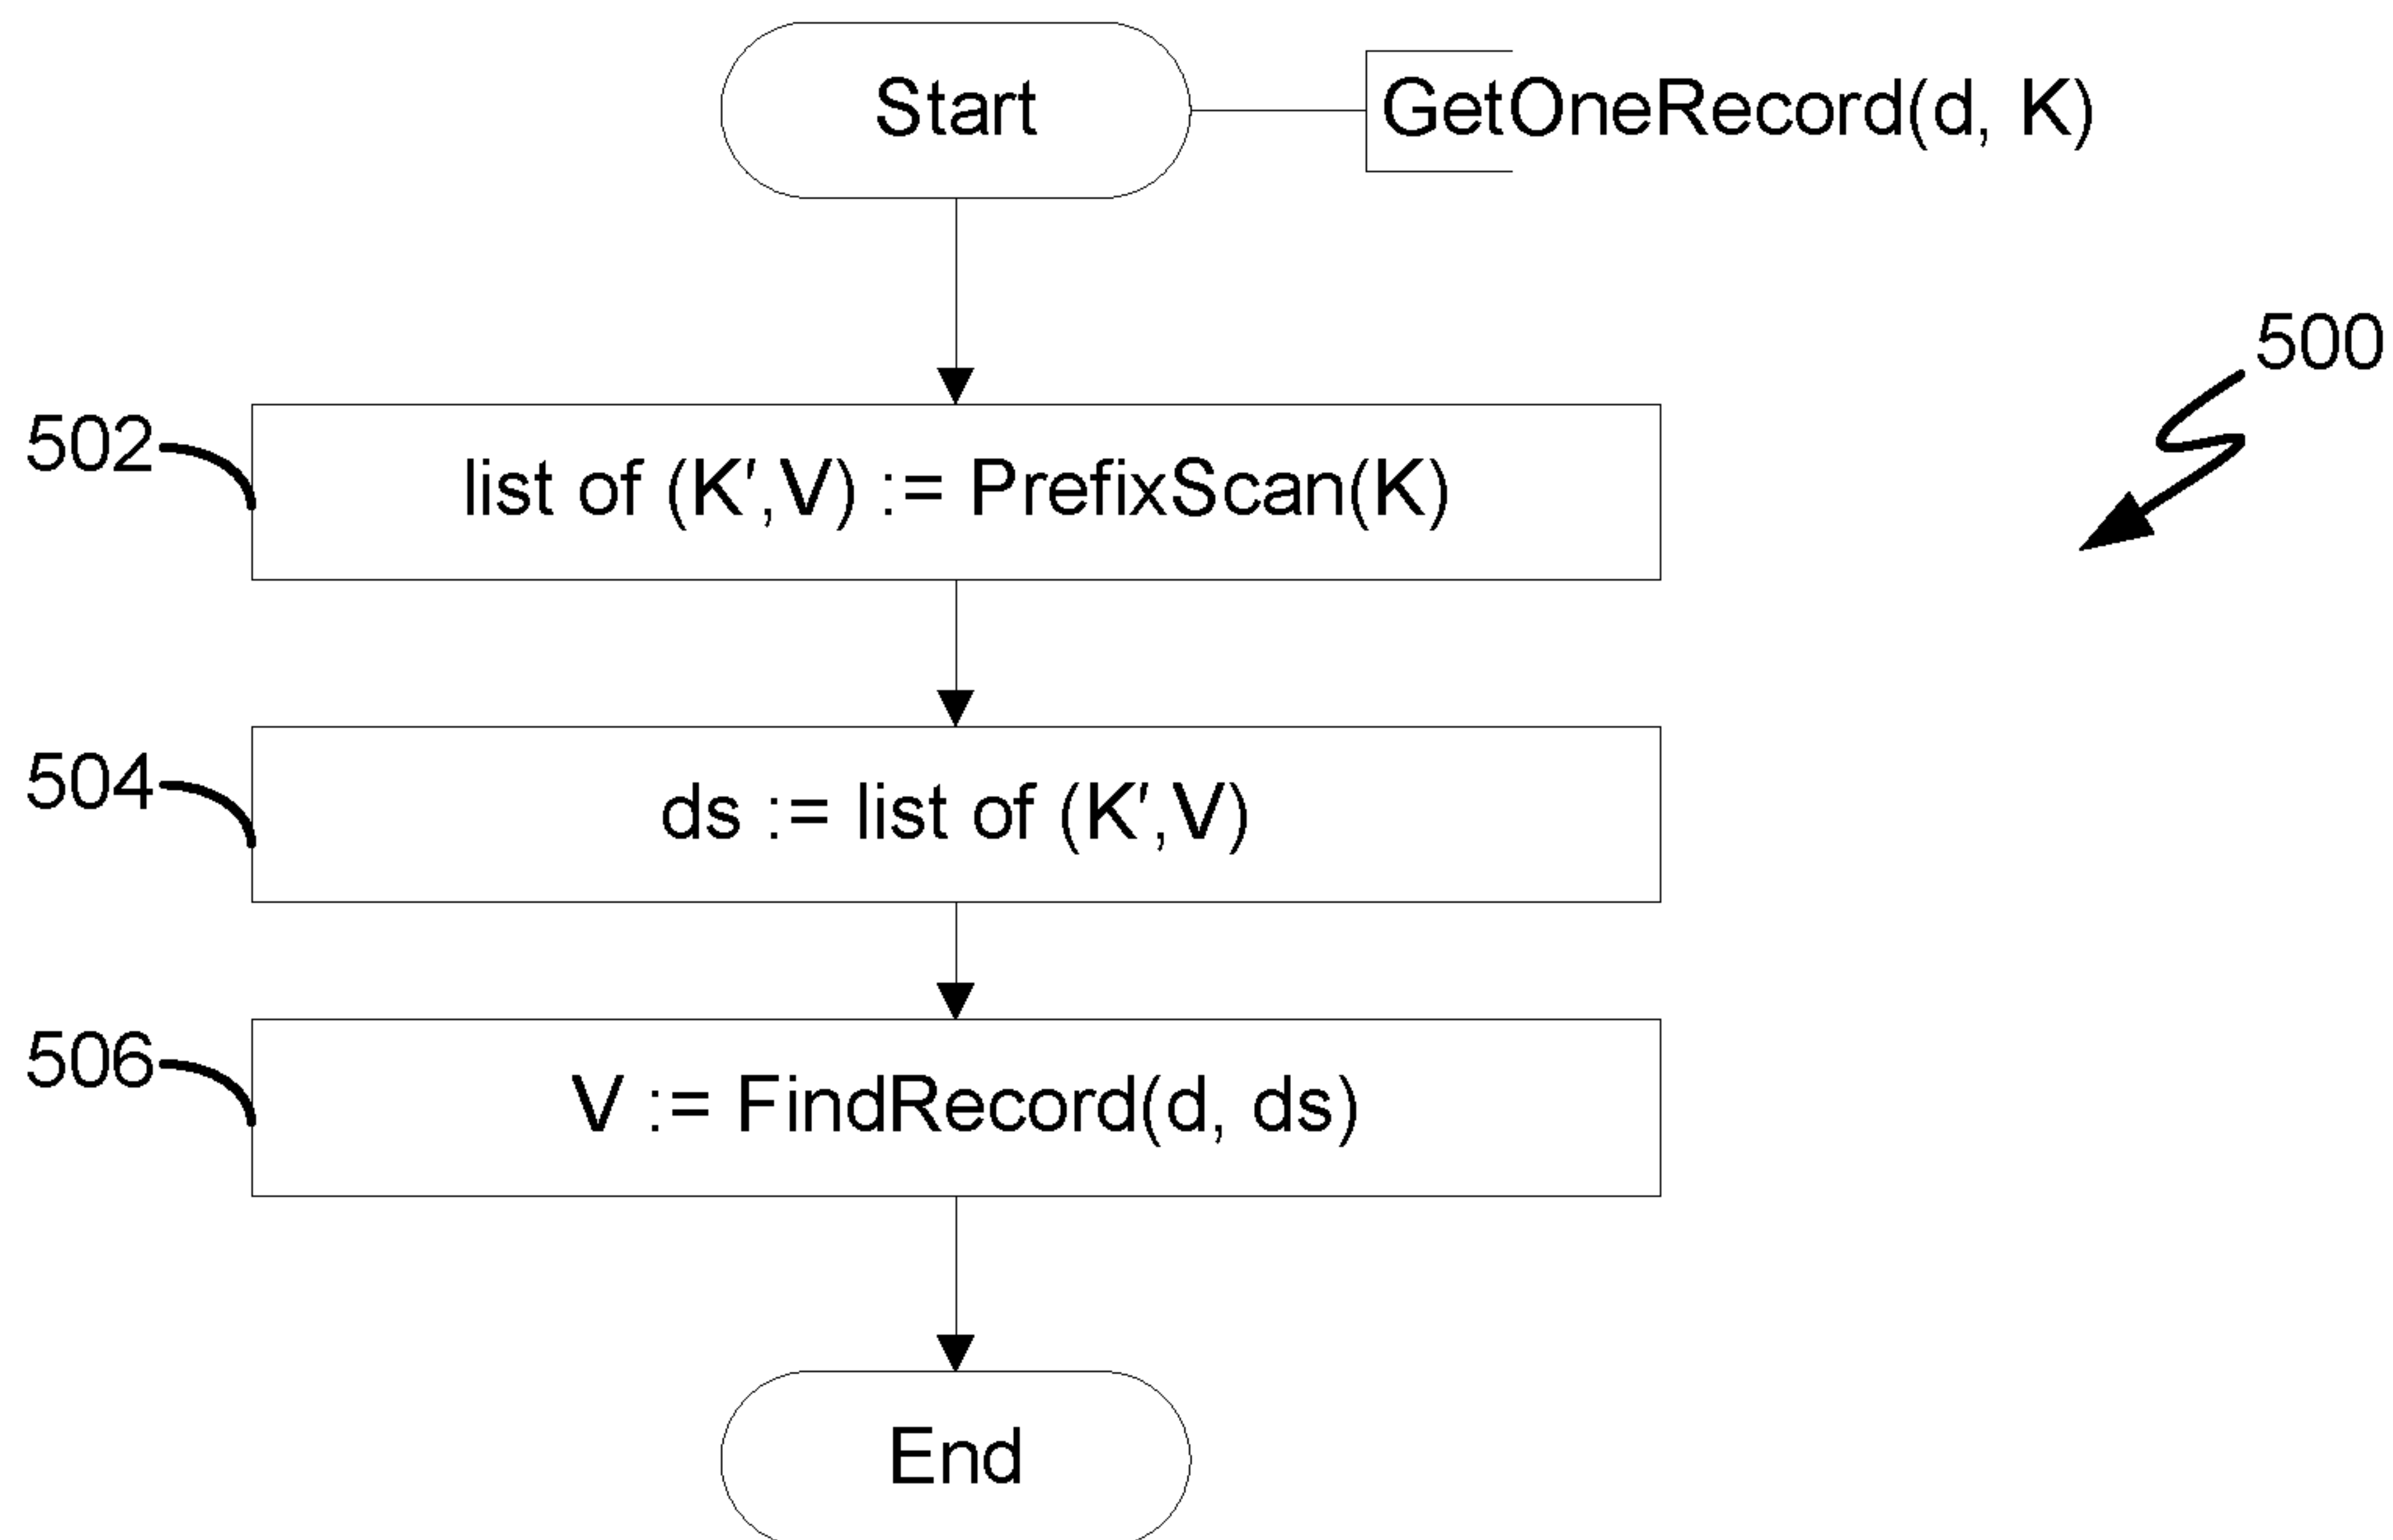 Start
GetOneRecord(d, K)
500
502
list of (K',V) := PrefixScan(K)
504
ds := list of (K',V)
506
V := FindRecord(d, ds)
End